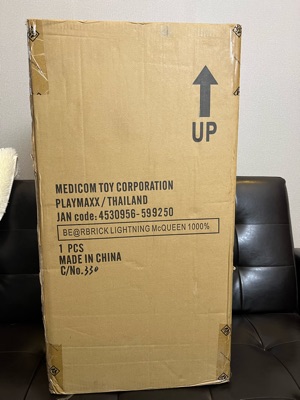 UP
MEDICOM TOY CORPORATION
PLAYMAXX / THAILAND
JAN code: 4530956-599250
BE@RBRICK LIGHTNING McQUEEN 1000%
1 PCS
MADE IN CHINA
C/No. 330